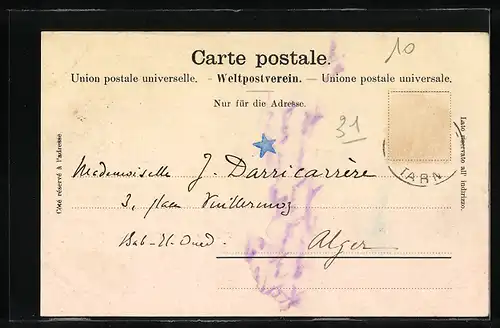 10
Carte postale.
Union postale universelle. – Weltpostverein. – Unione postale universale.
Nur für die Adresse.
31
Côté réservé à l'adresse.
Lato riservato all' indirizzo.
TARN
Mademoiselle J. Darricarrère
3, place
Bab-El-Oued. Alger